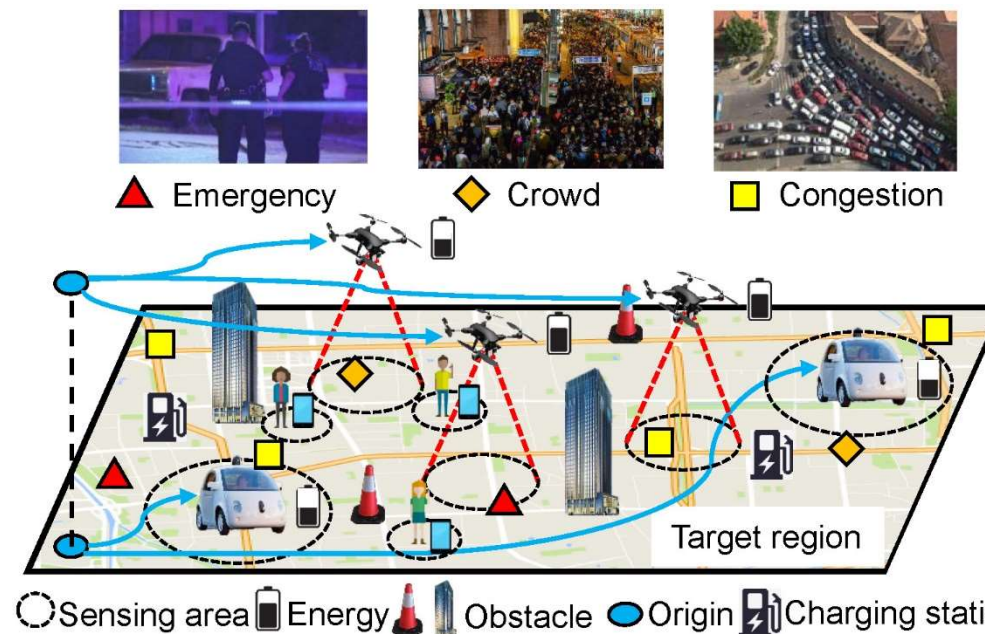 Emergency
Crowd
Congestion
Target region
Sensing area Energy Obstacle Origin Charging stati